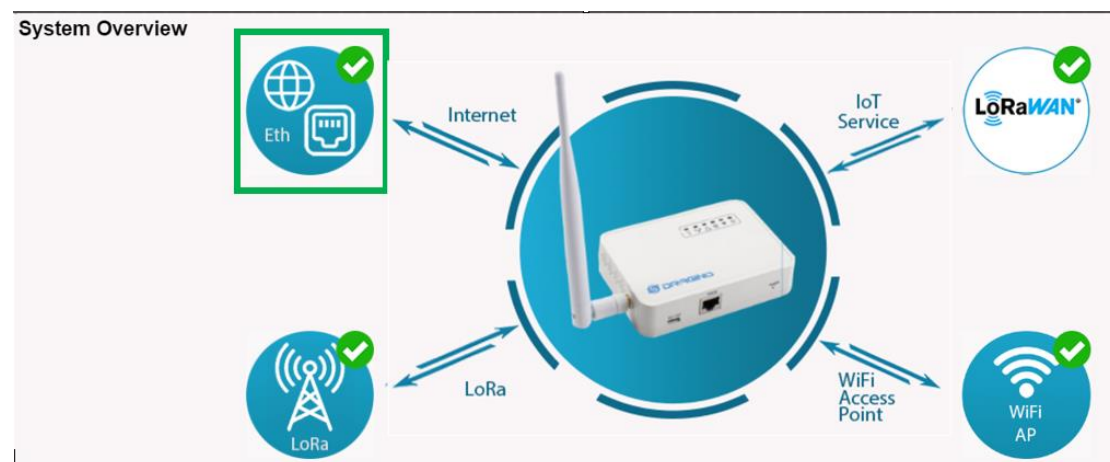 System Overview
Eth
Internet
IoT
Service
LoRaWAN®
DRAGINO
LoRa
LoRa
WiFi
Access
Point
WiFi
AP